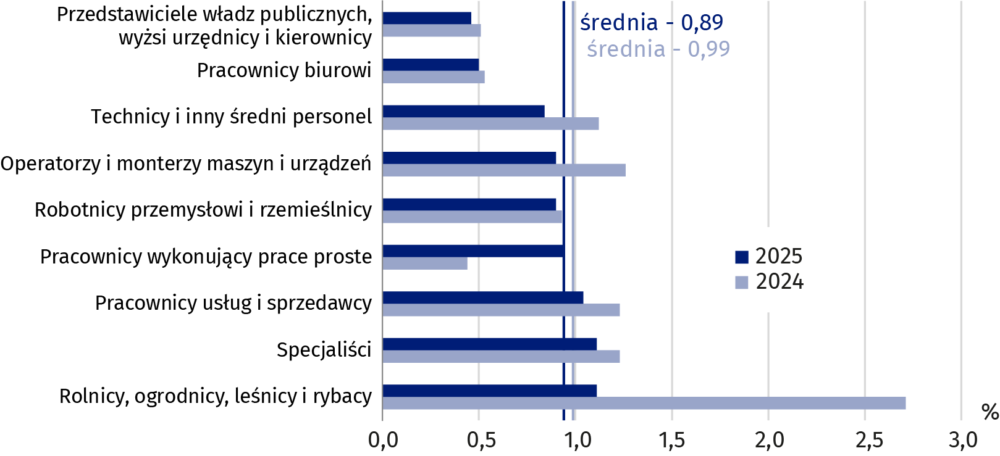 Przedstawiciele władz publicznych,
wyżsi urzędnicy i kierownicy
średnia - 0,89
średnia - 0,99
Pracownicy biurowi
Technicy i inny średni personel
Operatorzy i monterzy maszyn i urządzeń
Robotnicy przemysłowi i rzemieślnicy
Pracownicy wykonujący prace proste
2025
2024
Pracownicy usług i sprzedawcy
Specjaliści
Rolnicy, ogrodnicy, leśnicy i rybacy
%
0,0 0,5 1,0 1,5 2,0 2,5 3,0